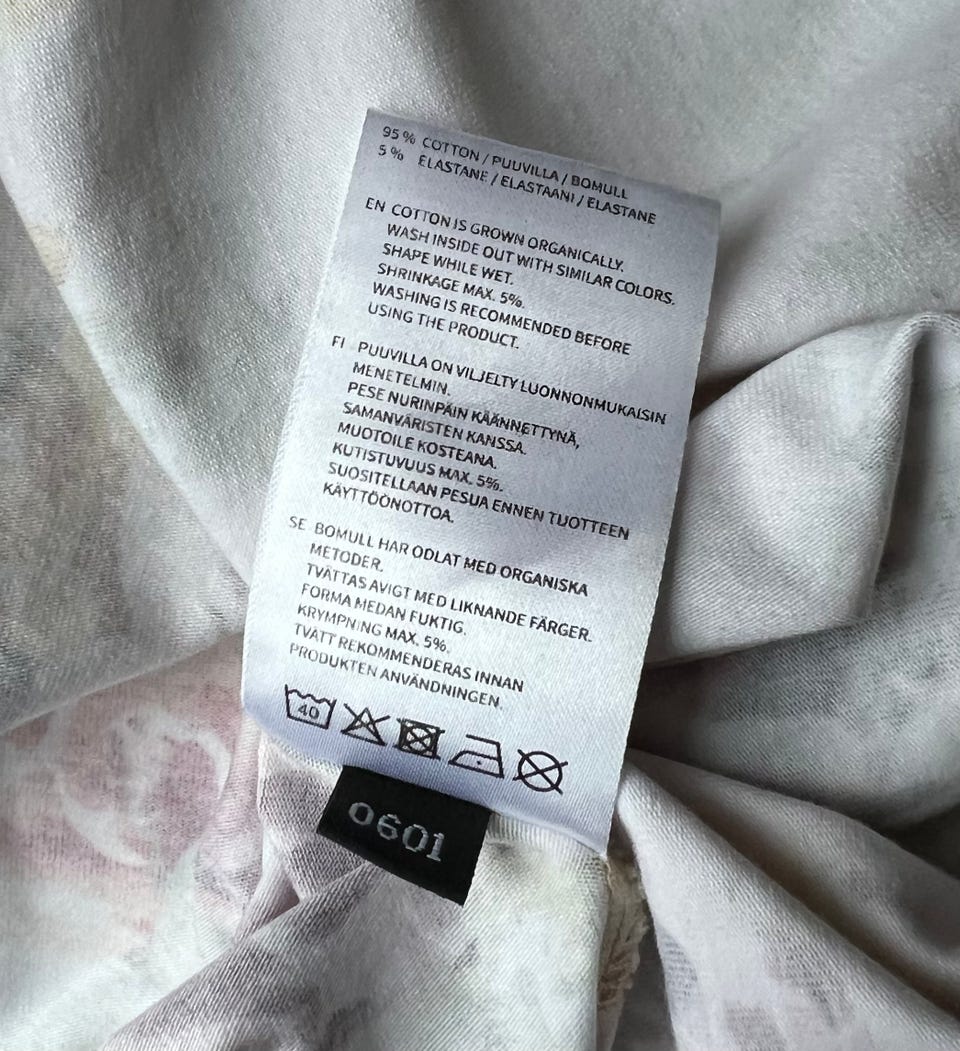 95 % COTTON / PUUVILLA / BOMULL
5 % ELASTANE / ELASTAANI / ELASTANE
EN COTTON IS GROWN ORGANICALLY.
WASH INSIDE OUT WITH SIMILAR COLORS.
SHAPE WHILE WET.
SHRINKAGE MAX. 5%.
WASHING IS RECOMMENDED BEFORE
USING THE PRODUCT.
FI PUUVILLA ON VILJELTY LUONNONMUKAISIN
MENETELMIN.
PESE NURINPÄIN KÄÄNNETTYNÄ,
SAMANVÄRISTEN KANSSA.
MUOTOILE KOSTEANA.
KUTISTUVUUS MAX. 5%.
SUOSITELLAAN PESUA ENNEN TUOTTEEN
KÄYTTÖÖNOTTOA.
SE BOMULL HAR ODLAT MED ORGANISKA
METODER.
TVÄTTAS AVIGT MED LIKNANDE FÄRGER.
FORMA MEDAN FUKTIG.
KRYMPNING MAX. 5%.
TVÄTT REKOMMENDERAS INNAN
PRODUKTEN ANVÄNDNINGEN.
40
0601